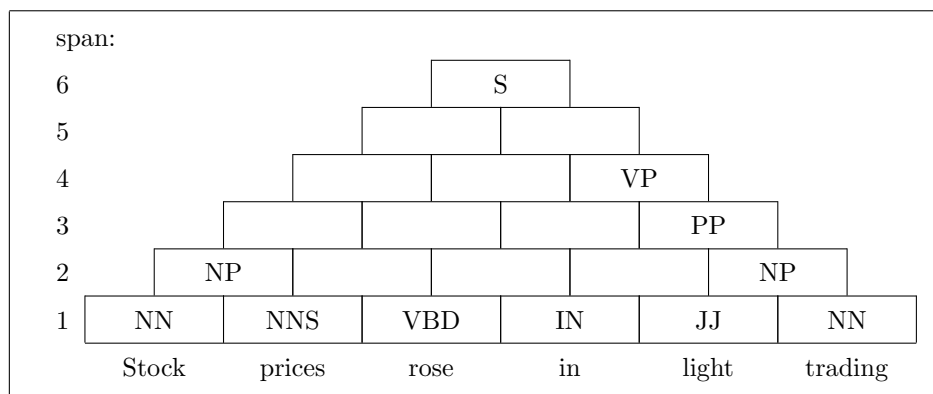 span:
6 S
5
4 VP
3 PP
2 NP NP
1 NN NNS VBD IN JJ NN
Stock prices rose in light trading